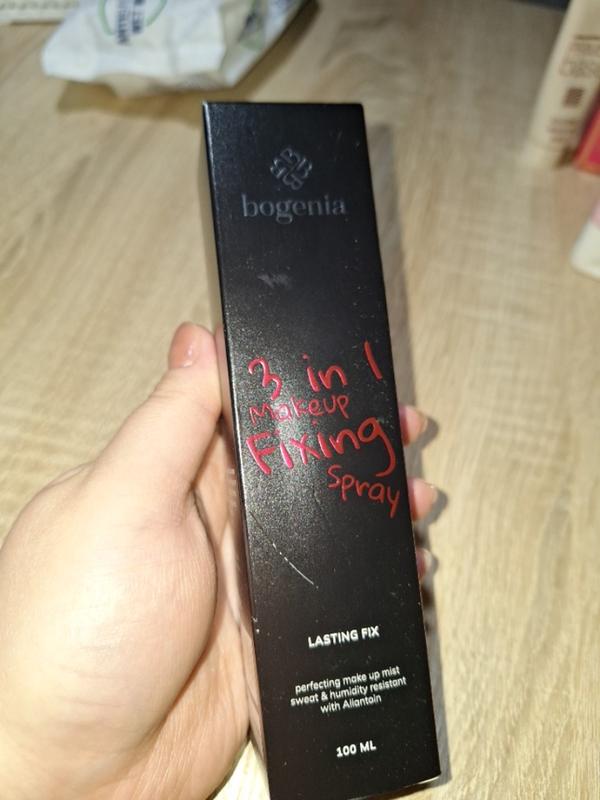 bogenia
3 in 1
Makeup
Fixing
Spray
LASTING FIX
perfecting make up mist
sweat & humidity resistant
with Allantoin
100 ML